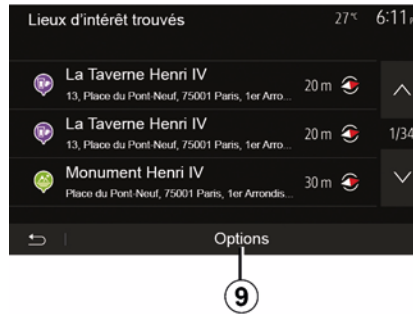 Lieux d'intérêt trouvés 27°C 6:11
La Taverne Henri IV
13, Place du Pont-Neuf, 75001 Paris, 1er Arro... 20 m
La Taverne Henri IV
13, Place du Pont-Neuf, 75001 Paris, 1er Arro... 20 m 1/34
Monument Henri IV
Place du Pont-Neuf, 75001 Paris, 1er Arrondis... 30 m
Options
9